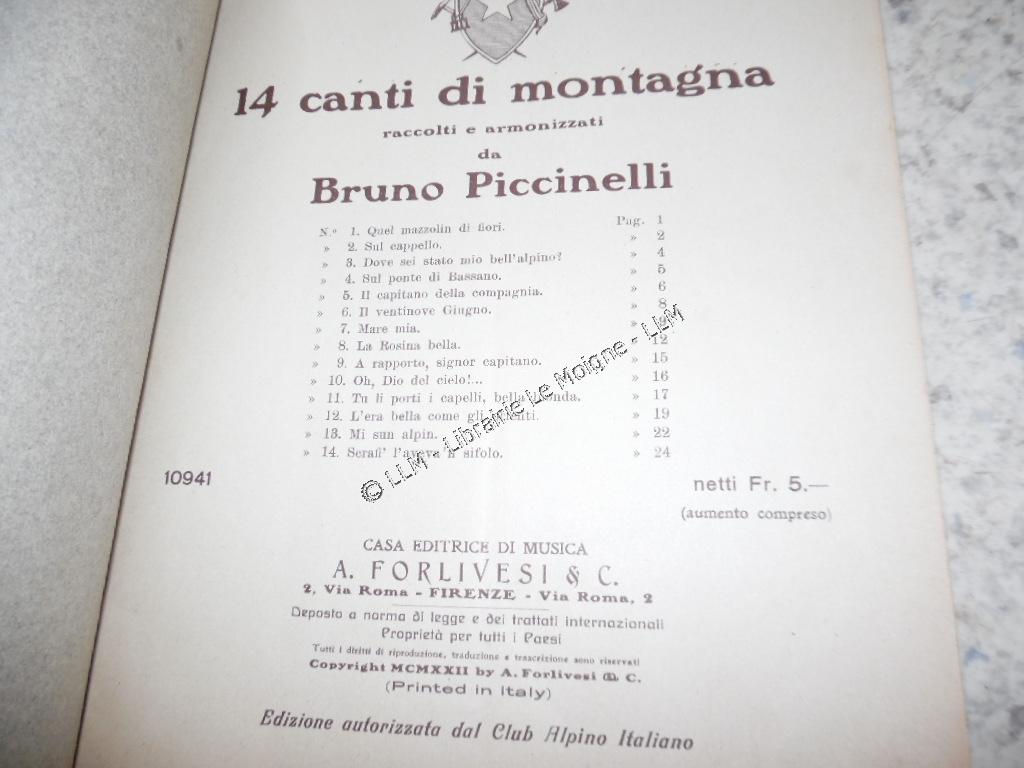 14 canti di montagna
raccolti e armonizzati
da
Bruno Piccinelli
N.º 1. Quel mazzolin di fiori. Pag. 1
» 2. Sul cappello. » 2
» 3. Dove sei stato mio bell'alpino? » 4
» 4. Sul ponte di Bassano. » 5
» 5. Il capitano della compagnia. » 6
» 6. Il ventinove Giugno. » 8
» 7. Mare mia. »
» 8. La Rosina bella. » 12
» 9. A rapporto, signor capitano. » 15
» 10. Oh, Dio del cielo!... » 16
» 11. Tu li porti i capelli, bella » 17
» 12. L'era bella come gli » 19
» 13. Mi sun alpin. » 22
» 14. Serafi' l'aveva 'n sifolo. » 24
© LLM - Librairie Le Moigne - LLM
10941
netti Fr. 5.—
(aumento compreso)
CASA EDITRICE DI MUSICA
A. FORLIVESI & C.
2, Via Roma - FIRENZE - Via Roma, 2
Deposto a norma di legge e dei trattati internazionali
Proprietà per tutti i Paesi
Tutti i diritti di riproduzione, traduzione e trascrizione sono riservati
Copyright MCMXXII by A. Forlivesi & C.
(Printed in Italy)
Edizione autorizzata dal Club Alpino Italiano